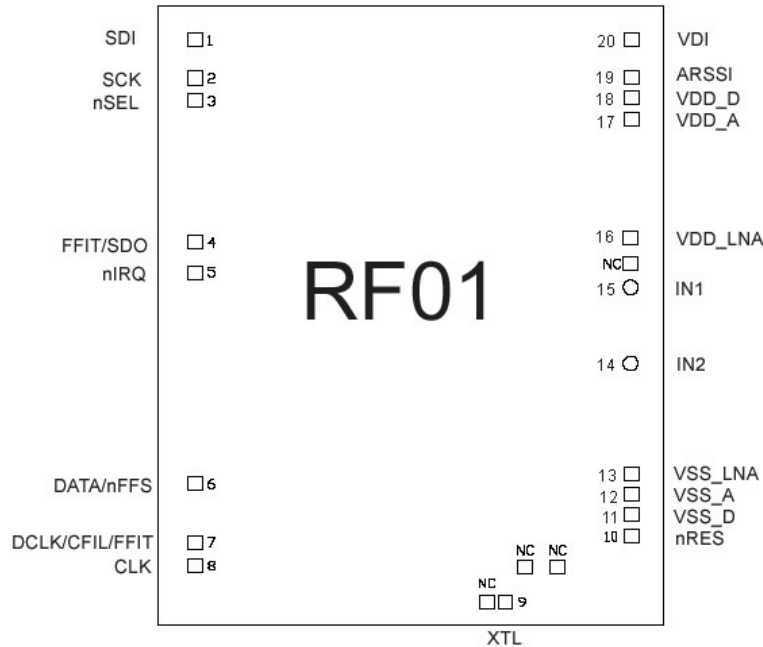 SDI 1 20 VDI
SCK 2 19 ARSSI
nSEL 3 18 VDD_D
17 VDD_A
FFIT/SDO 4 16 VDD_LNA
nIRQ 5 NC
RF01
15 IN1
14 IN2
DATA/nFFS 6 13 VSS_LNA
12 VSS_A
11 VSS_D
DCLK/CFIL/FFIT 7 10 nRES
CLK 8 NC NC
NC 9
XTL